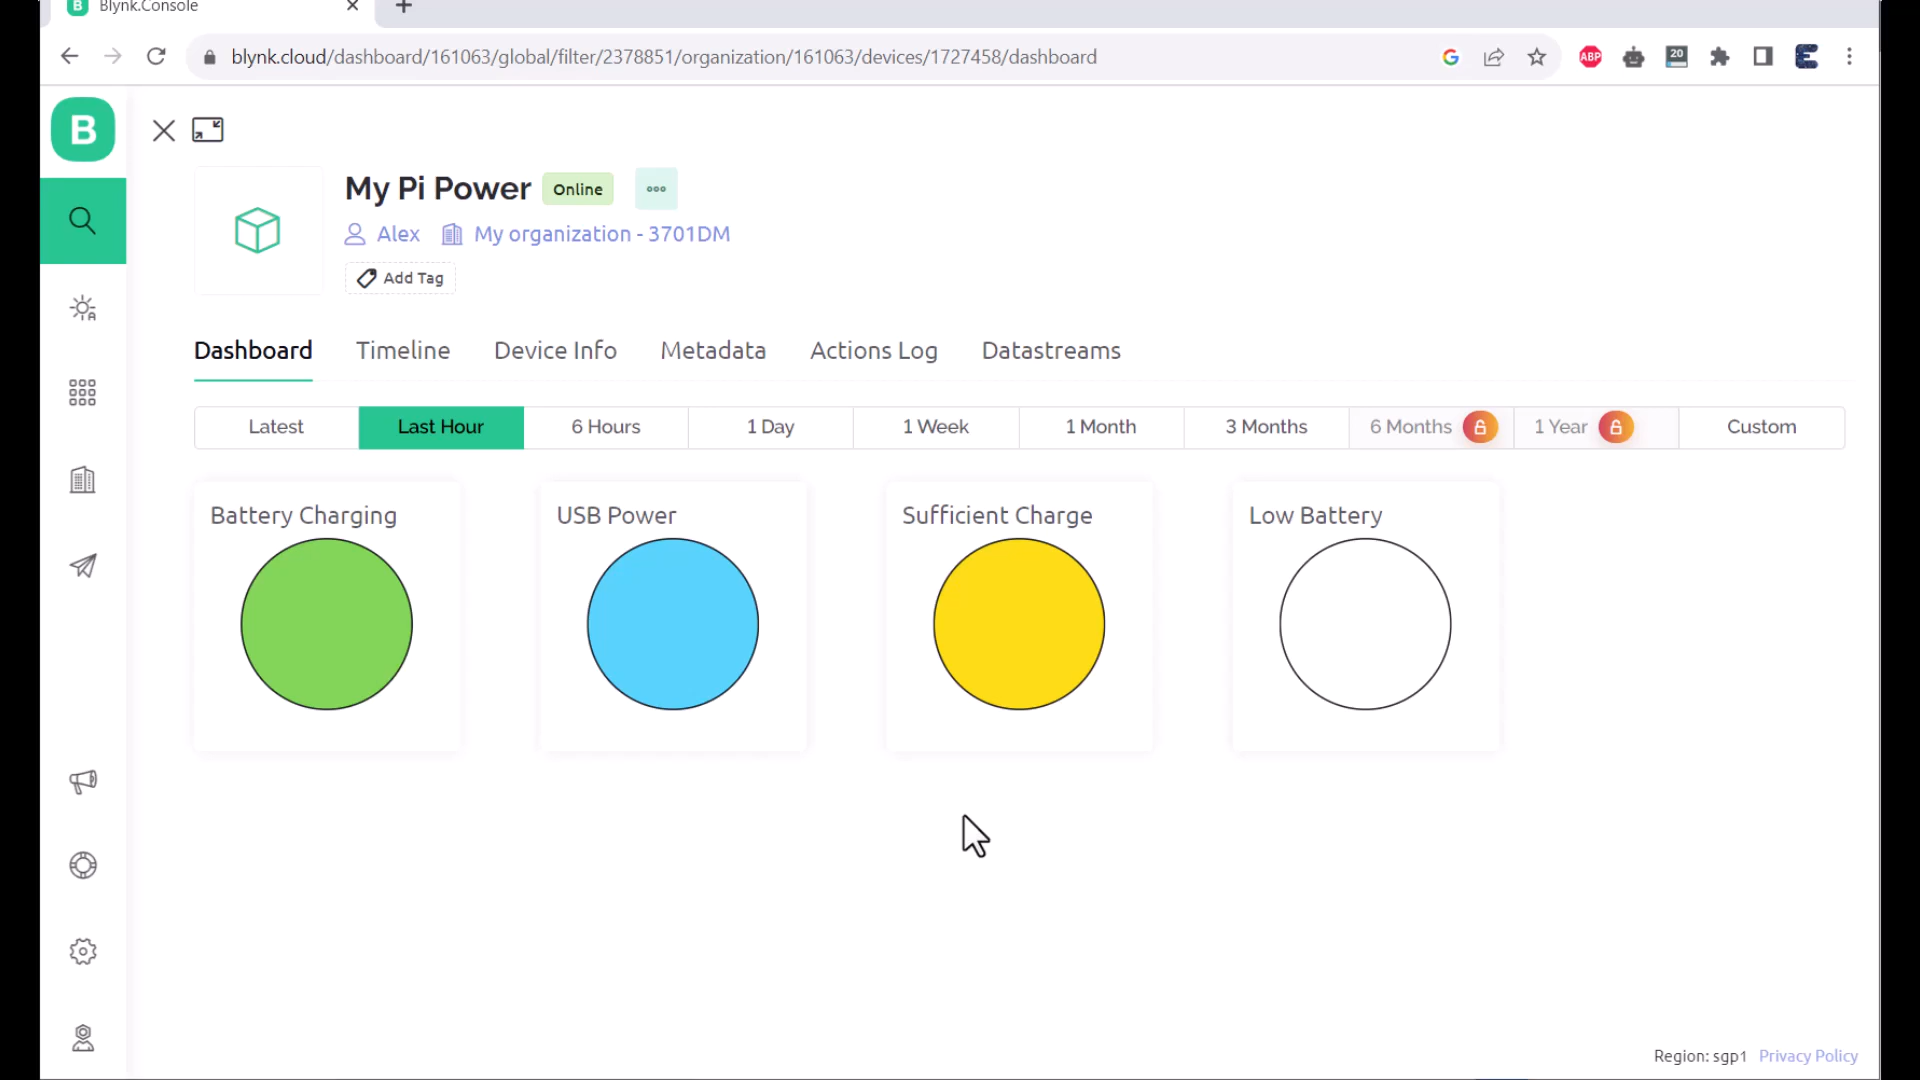 B Blynk.Console
blynk.cloud/dashboard/161063/global/filter/2378851/organization/161063/devices/1727458/dashboard
G ABP 20 E
B
My Pi Power Online
Alex My organization - 3701DM
Add Tag
Dashboard Timeline Device Info Metadata Actions Log Datastreams
Latest Last Hour 6 Hours 1 Day 1 Week 1 Month 3 Months 6 Months 1 Year Custom
Battery Charging USB Power Sufficient Charge Low Battery
Region: sgp1 Privacy Policy